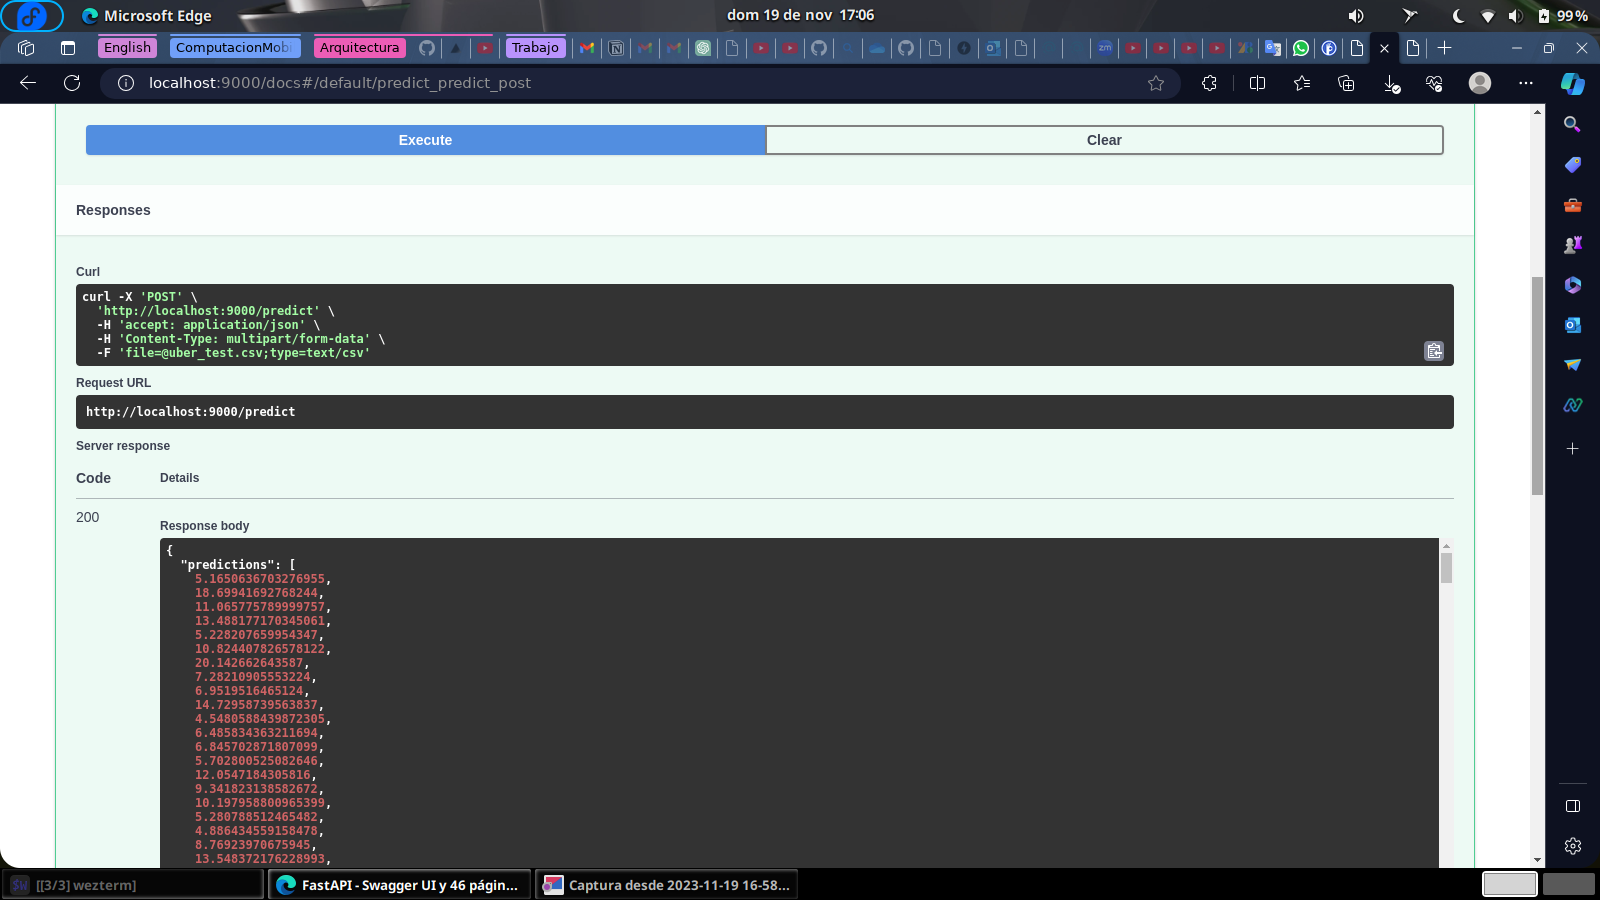 Microsoft Edge
dom 19 de nov 17:06
99%
English
ComputacionMobi
Arquitectura
Trabajo
localhost:9000/docs#/default/predict_predict_post
Execute
Clear
Responses
Curl
curl -X 'POST' \
'http://localhost:9000/predict' \
-H 'accept: application/json' \
-H 'Content-Type: multipart/form-data' \
-F 'file=@uber_test.csv;type=text/csv'
Request URL
http://localhost:9000/predict
Server response
Code
Details
200
Response body
{
"predictions": [
5.1650636703276955,
18.69941692768244,
11.065775789999757,
13.488177170345061,
5.228207659954347,
10.824407826578122,
20.142662643587,
7.28210905553224,
6.9519516465124,
14.72958739563837,
4.5480588439872305,
6.485834363211694,
6.845702871807099,
5.702800525082646,
12.0547184305816,
9.341823138582672,
10.197958800965399,
5.280788512465482,
4.886434559158478,
8.76923970675945,
13.548372176228993,
[[3/3] wezterm]
FastAPI - Swagger UI y 46 págin...
Captura desde 2023-11-19 16-58...